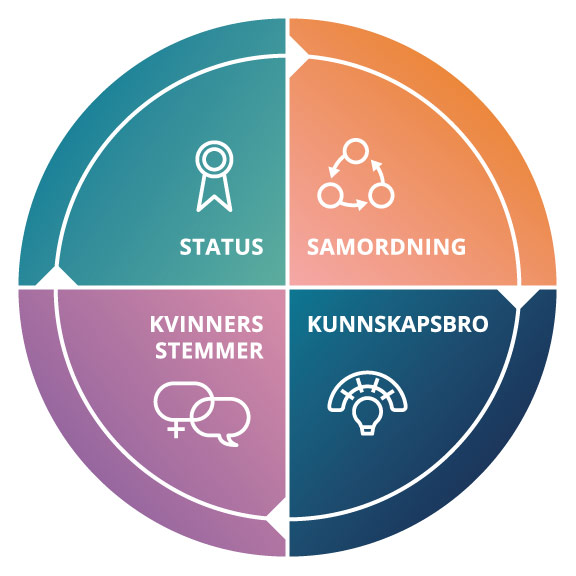 STATUS
SAMORDNING
KVINNERS
STEMMER
KUNNSKAPSBRO